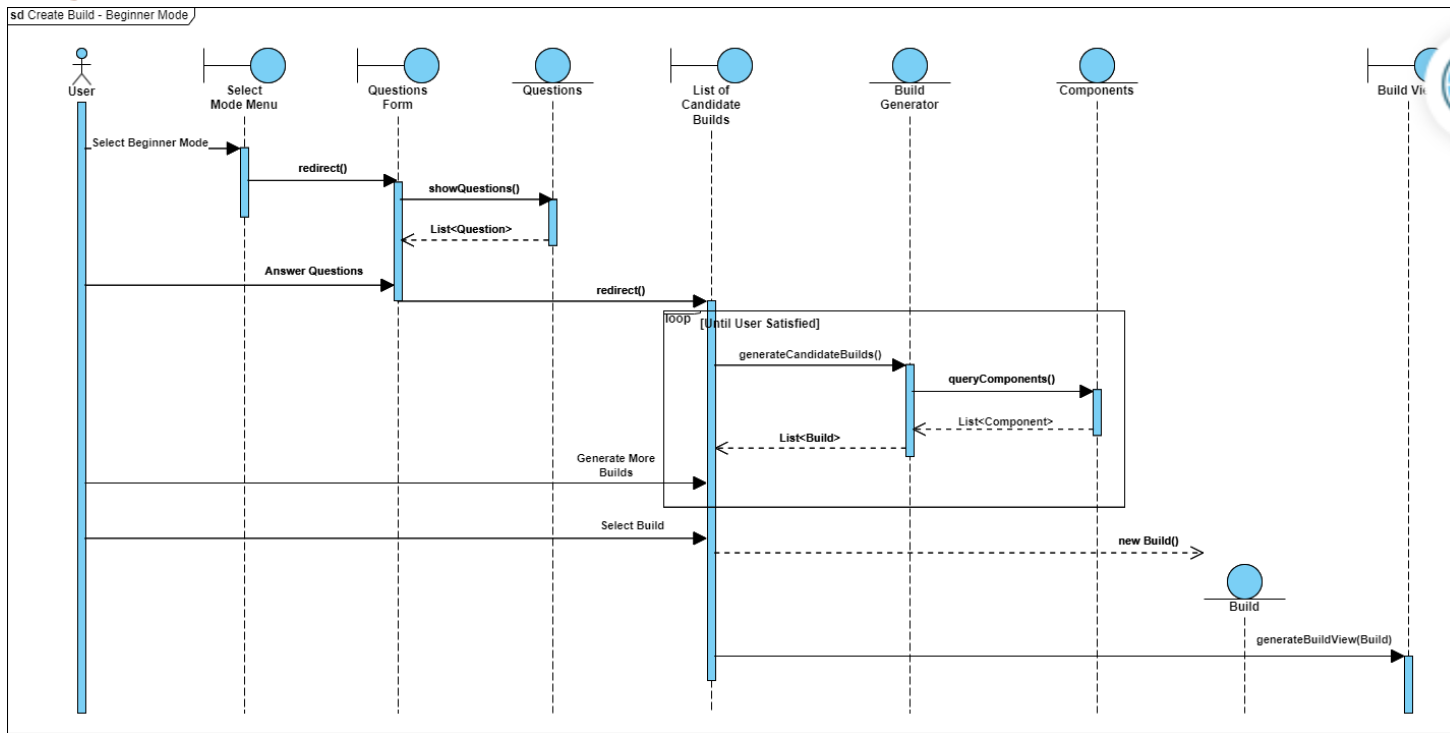 sd Create Build - Beginner Mode
User
Select
Mode Menu
Questions
Form
Questions
List of
Candidate
Builds
Build
Generator
Components
Build
Select Beginner Mode
redirect()
showQuestions()
List<Question>
Answer Questions
redirect()
loop
[Until User Satisfied]
generateCandidateBuilds()
queryComponents()
List<Component>
List<Build>
Generate More
Builds
Select Build
new Build()
Build
generateBuildView(Build)